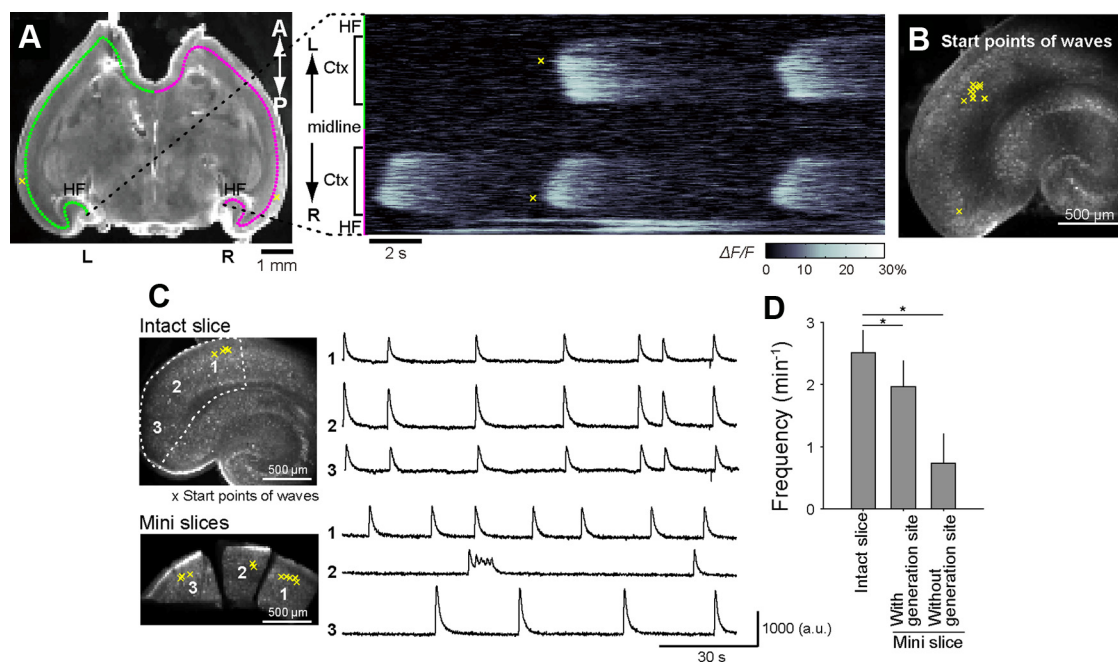 A
A
P
HF
HF
L
R
1 mm
L
midline
R
HF
Ctx
Ctx
HF
2 s
ΔF/F
0 10 20 30%
B
Start points of waves
500 µm
C
Intact slice
1
2
3
500 µm
x Start points of waves
1
2
3
Mini slices
3
2
1
500 µm
1
2
3
1000 (a.u.)
30 s
D
*
*
Frequency (min⁻¹)
3
2
1
0
Intact slice
With
generation site
Without
generation site
Mini slice